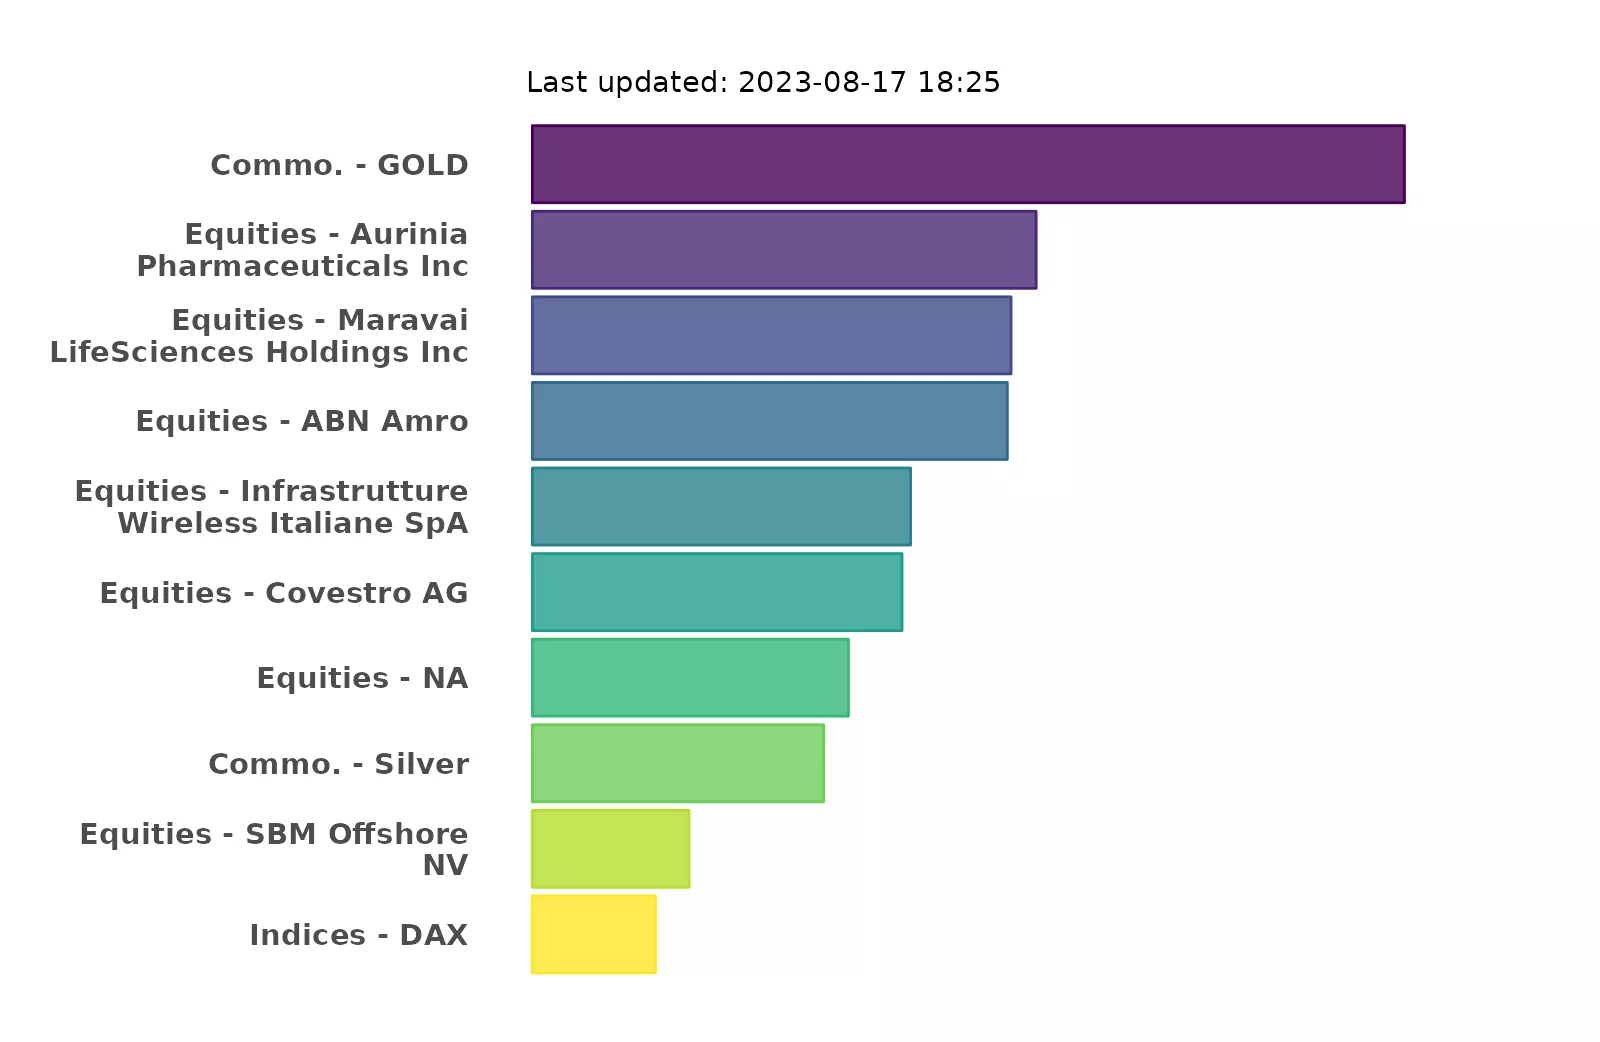 Last updated: 2023-08-17 18:25
Commo. - GOLD
Equities - Aurinia
Pharmaceuticals Inc
Equities - Maravai
LifeSciences Holdings Inc
Equities - ABN Amro
Equities - Infrastrutture
Wireless Italiane SpA
Equities - Covestro AG
Equities - NA
Commo. - Silver
Equities - SBM Offshore
NV
Indices - DAX